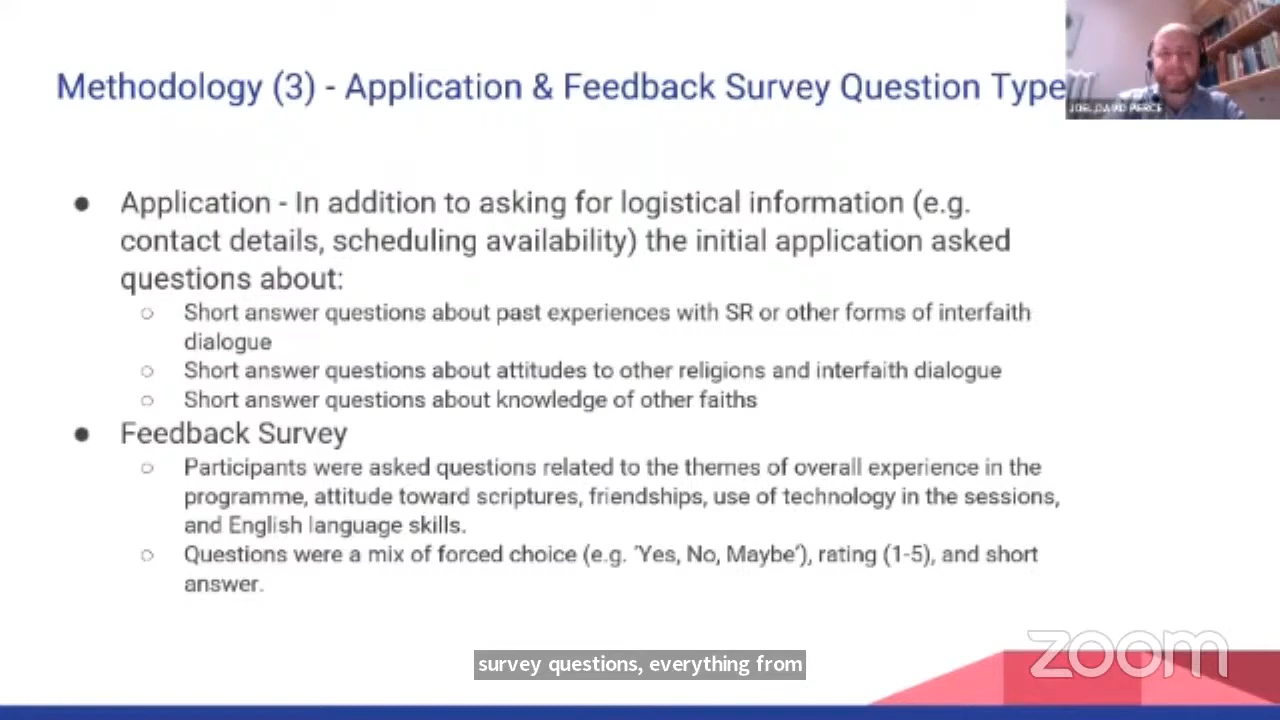 Methodology (3) - Application & Feedback Survey Question Type
JOEL DAVID PIERCE
● Application - In addition to asking for logistical information (e.g.
contact details, scheduling availability) the initial application asked
questions about:
○ Short answer questions about past experiences with SR or other forms of interfaith
dialogue
○ Short answer questions about attitudes to other religions and interfaith dialogue
○ Short answer questions about knowledge of other faiths
● Feedback Survey
○ Participants were asked questions related to the themes of overall experience in the
programme, attitude toward scriptures, friendships, use of technology in the sessions,
and English language skills.
○ Questions were a mix of forced choice (e.g. ‘Yes, No, Maybe’), rating (1-5), and short
answer.
survey questions, everything from
zoom